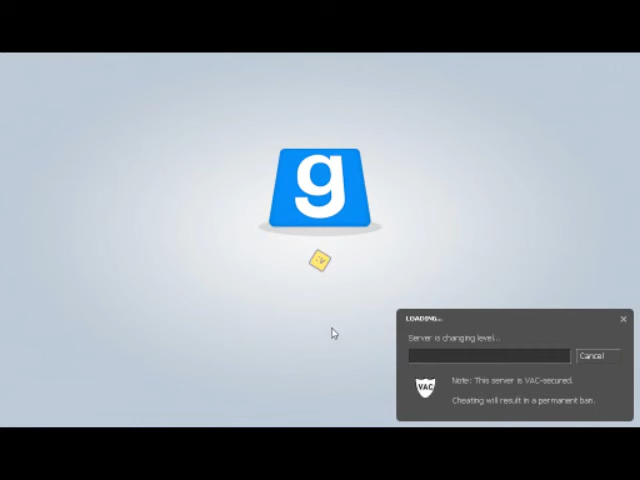 g
:v
LOADING...
Server is changing level...
Cancel
VAC
Note: This server is VAC-secured.
Cheating will result in a permanent ban.